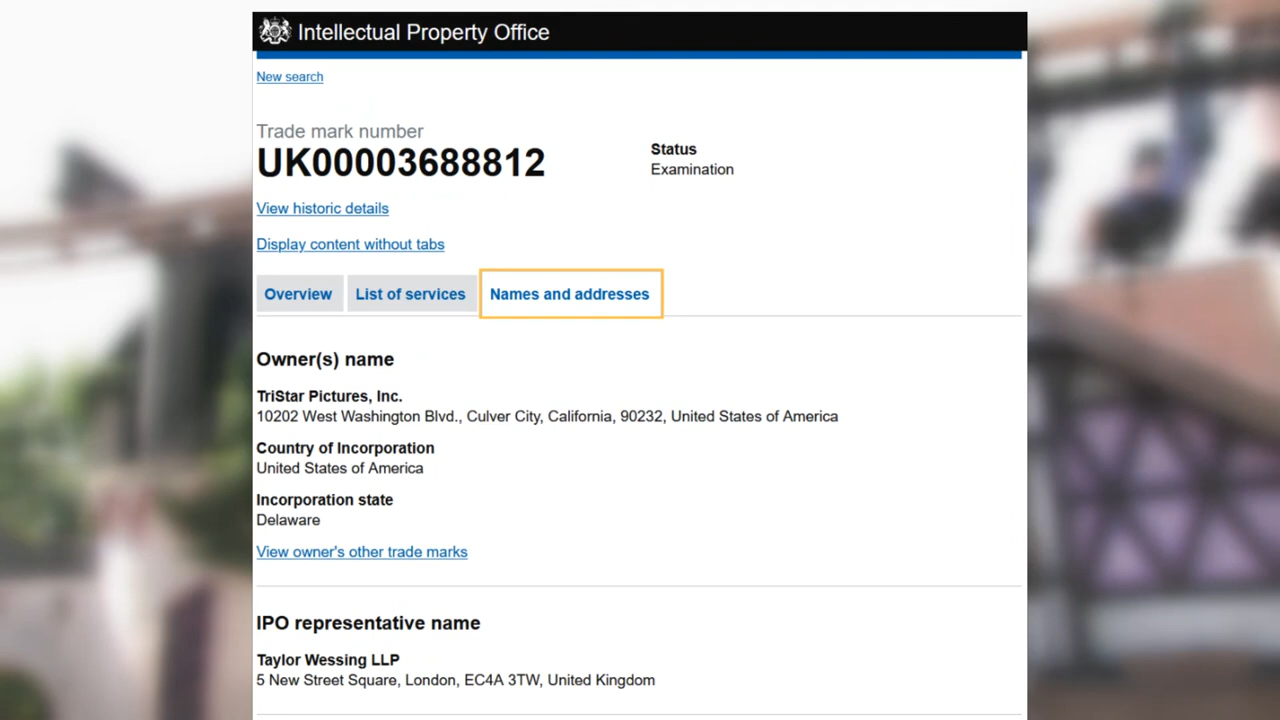 Intellectual Property Office
New search
Trade mark number
UK00003688812
Status
Examination
View historic details
Display content without tabs
Overview
List of services
Names and addresses
Owner(s) name
TriStar Pictures, Inc.
10202 West Washington Blvd., Culver City, California, 90232, United States of America
Country of Incorporation
United States of America
Incorporation state
Delaware
View owner's other trade marks
IPO representative name
Taylor Wessing LLP
5 New Street Square, London, EC4A 3TW, United Kingdom